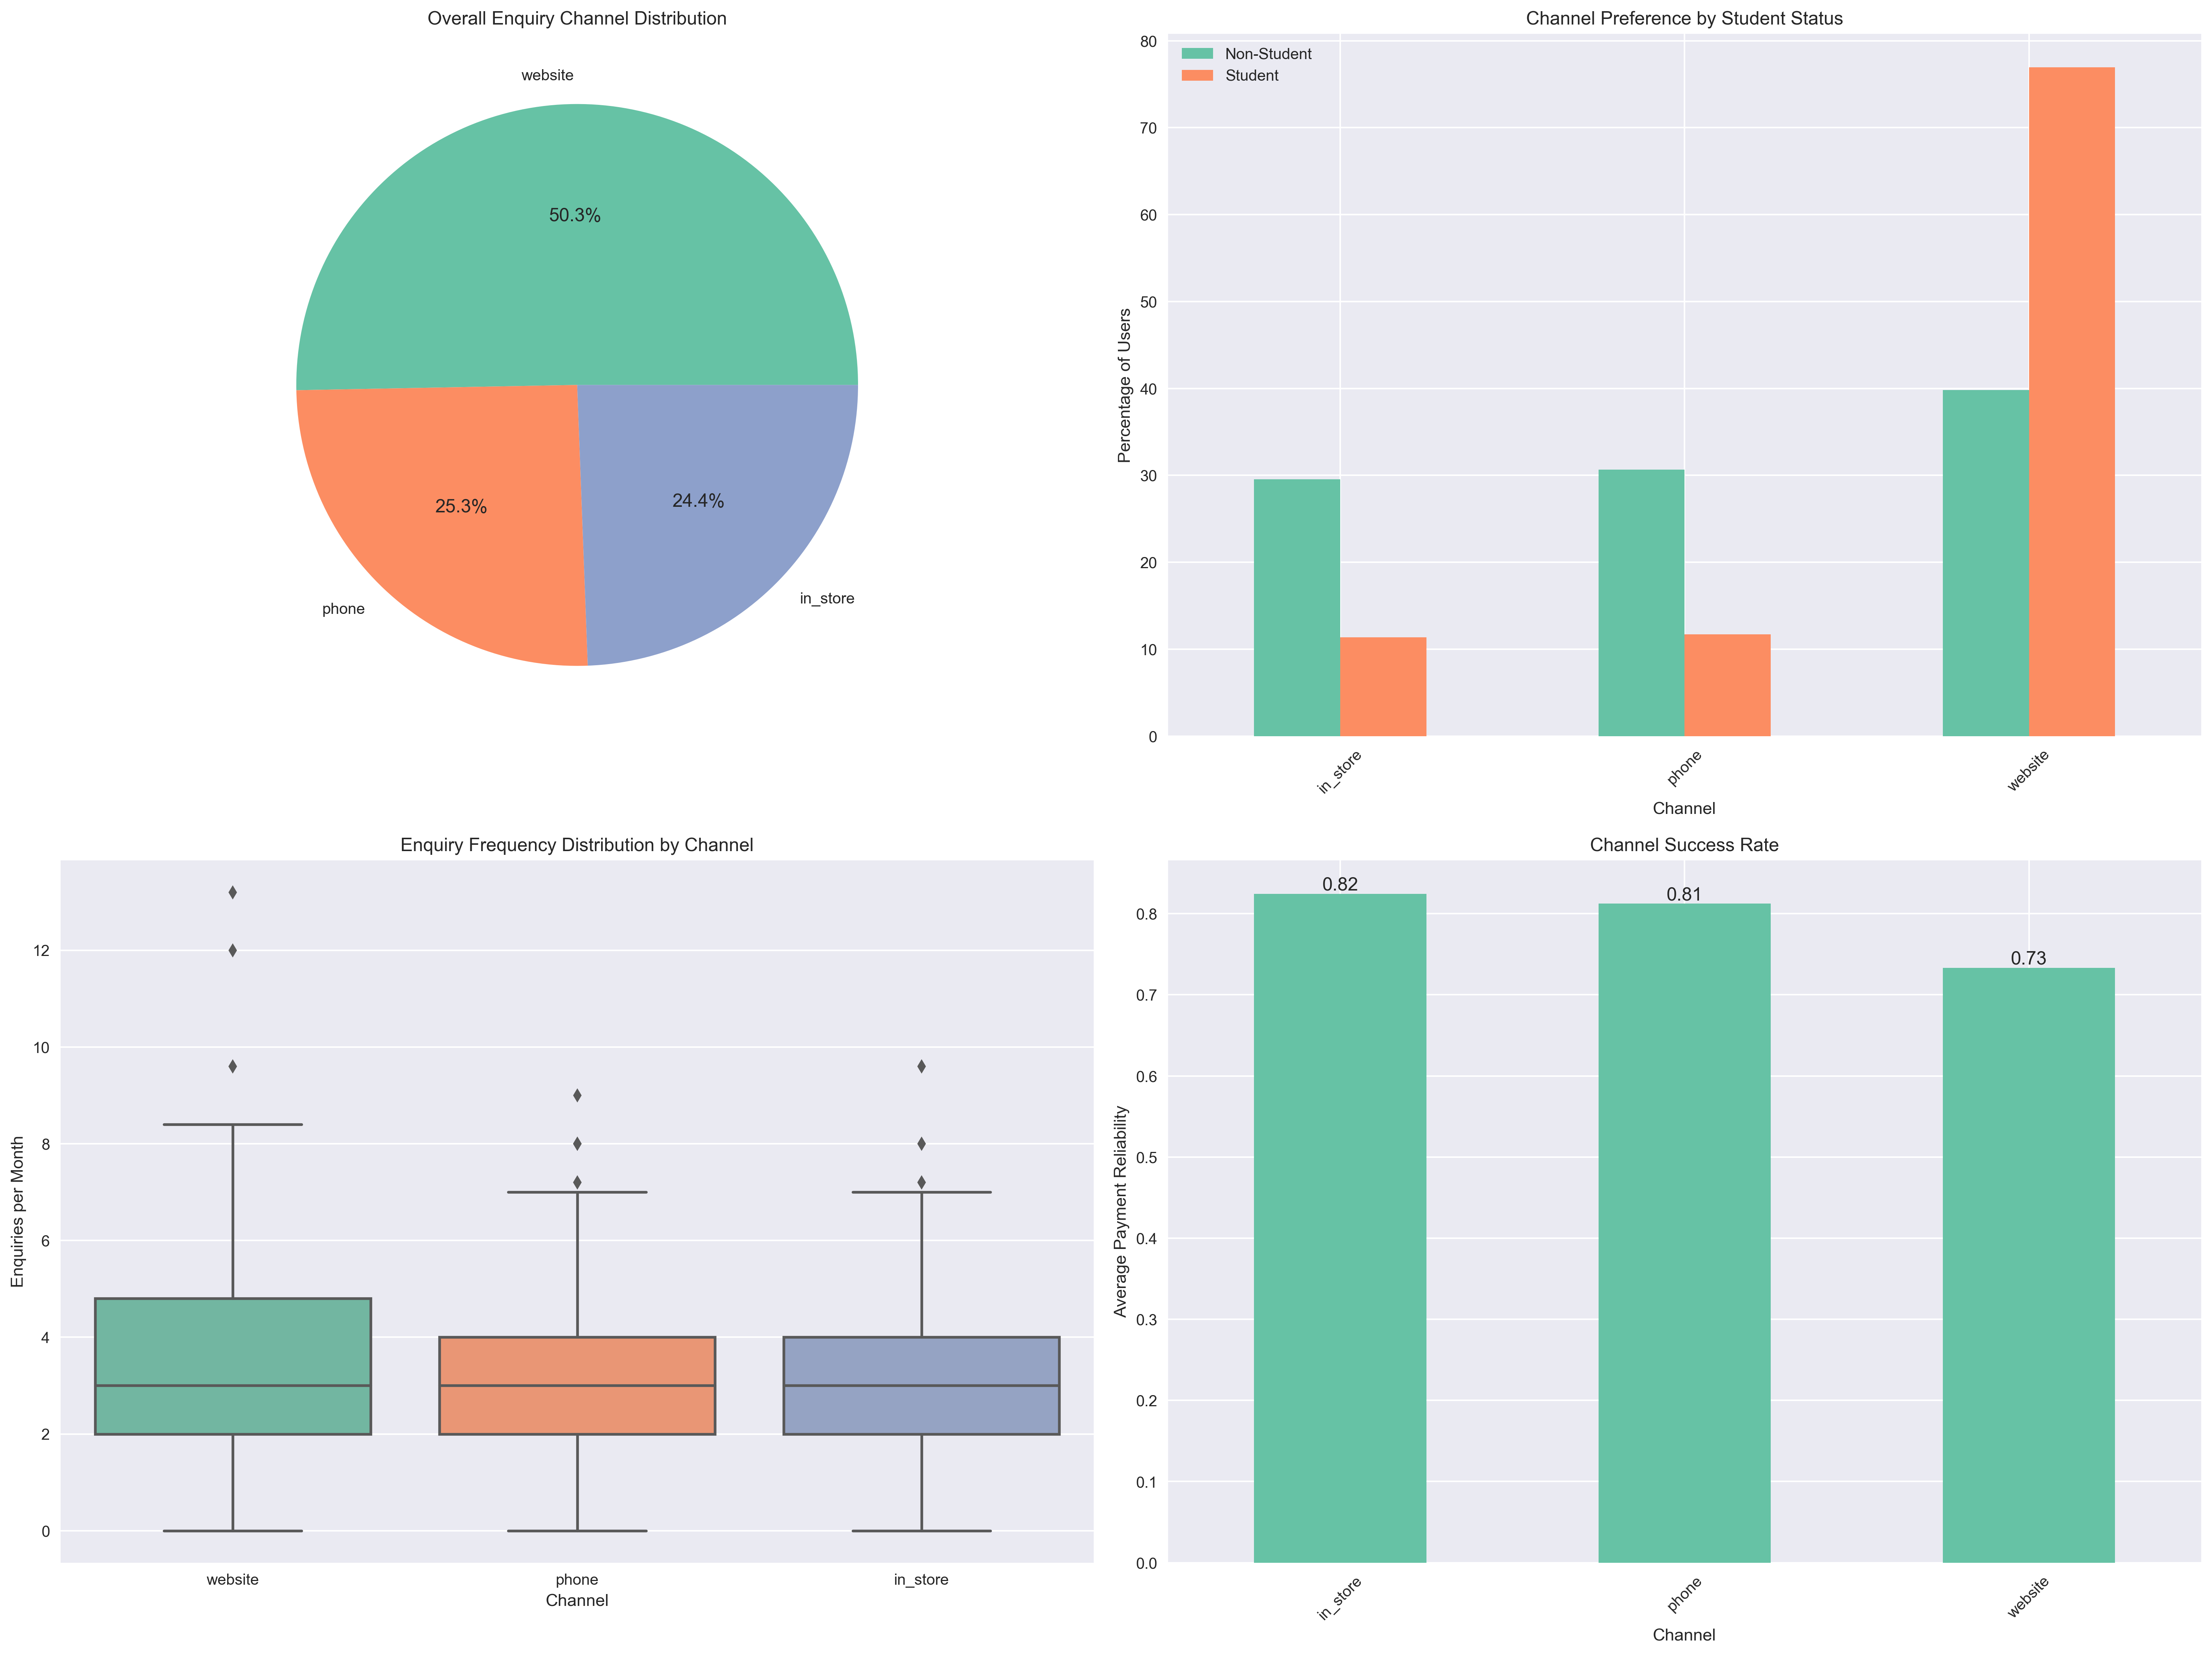 Overall Enquiry Channel Distribution
website
50.3%
25.3%
24.4%
phone
in_store
Channel Preference by Student Status
Non-Student
Student
Percentage of Users
80
70
60
50
40
30
20
10
0
in_store
phone
website
Channel
Enquiry Frequency Distribution by Channel
Enquiries per Month
12
10
8
6
4
2
0
website
phone
in_store
Channel
Channel Success Rate
Average Payment Reliability
0.82
0.81
0.73
0.8
0.7
0.6
0.5
0.4
0.3
0.2
0.1
0.0
in_store
phone
website
Channel